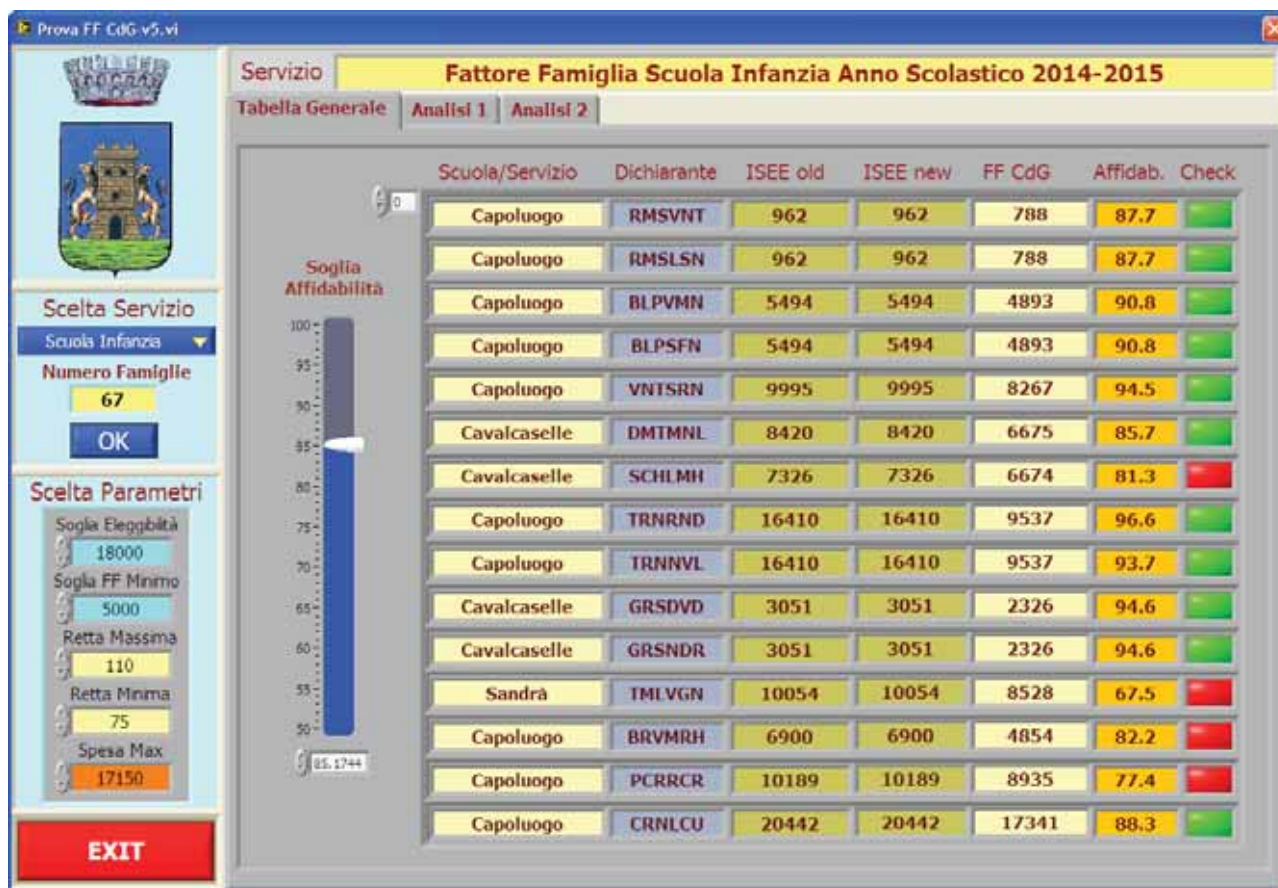 Prova FF CdG v5.vi
Servizio Fattore Famiglia Scuola Infanzia Anno Scolastico 2014-2015
Tabella Generale Analisi 1 Analisi 2
Scelta Servizio
Scuola Infanzia
Numero Famiglie
67
OK
Scelta Parametri
Soglia Eleggbilità
18000
Soglia FF Minimo
5000
Retta Massima
110
Retta Minima
75
Spesa Max
17150
EXIT
0
Soglia
Affidabilità
100
95
90
85
80
75
70
65
60
55
50
85.1744
Scuola/Servizio Dichiarante ISEE old ISEE new FF CdG Affidab. Check
Capoluogo RMSVNT 962 962 788 87.7
Capoluogo RMSLSN 962 962 788 87.7
Capoluogo BLPVMN 5494 5494 4893 90.8
Capoluogo BLPSFN 5494 5494 4893 90.8
Capoluogo VNTSRN 9995 9995 8267 94.5
Cavalcaselle DMTMNL 8420 8420 6675 85.7
Cavalcaselle SCHLMH 7326 7326 6674 81.3
Capoluogo TRNRND 16410 16410 9537 96.6
Capoluogo TRNNVL 16410 16410 9537 93.7
Cavalcaselle GRSDVD 3051 3051 2326 94.6
Cavalcaselle GRSNDR 3051 3051 2326 94.6
Sandrà TMLVGN 10054 10054 8528 67.5
Capoluogo BRVMRH 6900 6900 4854 82.2
Capoluogo PCRRCR 10189 10189 8935 77.4
Capoluogo CRNLCU 20442 20442 17341 88.3